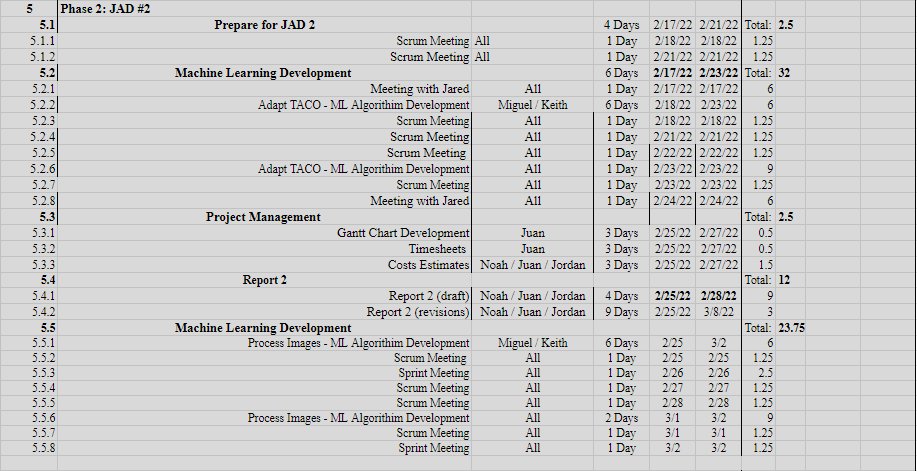 5 Phase 2: JAD #2
5.1 Prepare for JAD 2 4 Days 2/17/22 2/21/22 Total: 2.5
5.1.1 Scrum Meeting All 1 Day 2/18/22 2/18/22 1.25
5.1.2 Scrum Meeting All 1 Day 2/21/22 2/21/22 1.25
5.2 Machine Learning Development 6 Days 2/17/22 2/23/22 Total: 32
5.2.1 Meeting with Jared All 1 Day 2/17/22 2/17/22 6
5.2.2 Adapt TACO - ML Algorithim Development Miguel / Keith 6 Days 2/18/22 2/23/22 6
5.2.3 Scrum Meeting All 1 Day 2/18/22 2/18/22 1.25
5.2.4 Scrum Meeting All 1 Day 2/21/22 2/21/22 1.25
5.2.5 Scrum Meeting All 1 Day 2/22/22 2/22/22 1.25
5.2.6 Adapt TACO - ML Algorithim Development All 1 Day 2/23/22 2/23/22 9
5.2.7 Scrum Meeting All 1 Day 2/23/22 2/23/22 1.25
5.2.8 Meeting with Jared All 1 Day 2/24/22 2/24/22 6
5.3 Project Management Total: 2.5
5.3.1 Gantt Chart Development Juan 3 Days 2/25/22 2/27/22 0.5
5.3.2 Timesheets Juan 3 Days 2/25/22 2/27/22 0.5
5.3.3 Costs Estimates Noah / Juan / Jordan 3 Days 2/25/22 2/27/22 1.5
5.4 Report 2 Total: 12
5.4.1 Report 2 (draft) Noah / Juan / Jordan 4 Days 2/25/22 2/28/22 9
5.4.2 Report 2 (revisions) Noah / Juan / Jordan 9 Days 2/25/22 3/8/22 3
5.5 Machine Learning Development Total: 23.75
5.5.1 Process Images - ML Algorithim Development Miguel / Keith 6 Days 2/25 3/2 6
5.5.2 Scrum Meeting All 1 Day 2/25 2/25 1.25
5.5.3 Sprint Meeting All 1 Day 2/26 2/26 2.5
5.5.4 Scrum Meeting All 1 Day 2/27 2/27 1.25
5.5.5 Scrum Meeting All 1 Day 2/28 2/28 1.25
5.5.6 Process Images - ML Algorithim Development All 2 Days 3/1 3/2 9
5.5.7 Scrum Meeting All 1 Day 3/1 3/1 1.25
5.5.8 Sprint Meeting All 1 Day 3/2 3/2 1.25